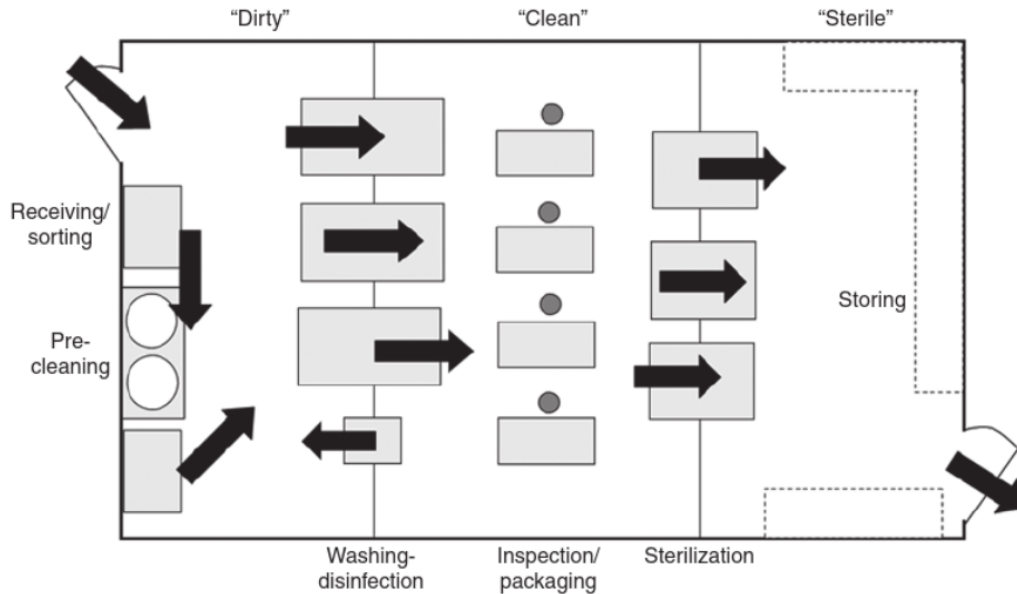 “Dirty”
“Clean”
“Sterile”
Receiving/
sorting
Pre-
cleaning
Storing
Washing-
disinfection
Inspection/
packaging
Sterilization